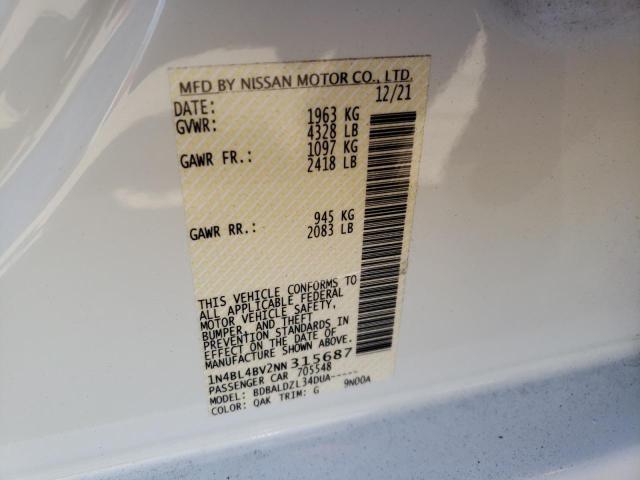 MFD BY NISSAN MOTOR CO., LTD.
DATE: 12/21
GVWR: 1963 KG
4328 LB
GAWR FR.: 1097 KG
2418 LB
GAWR RR.: 945 KG
2083 LB
THIS VEHICLE CONFORMS TO
ALL APPLICABLE FEDERAL
MOTOR VEHICLE SAFETY,
BUMPER, AND THEFT
PREVENTION STANDARDS IN
EFFECT ON THE DATE OF
MANUFACTURE SHOWN ABOVE.
1N4BL4BV2NN315687
PASSENGER CAR 705548
MODEL: BDBALDZL34DUA-----
COLOR: QAK TRIM: G 9N00A